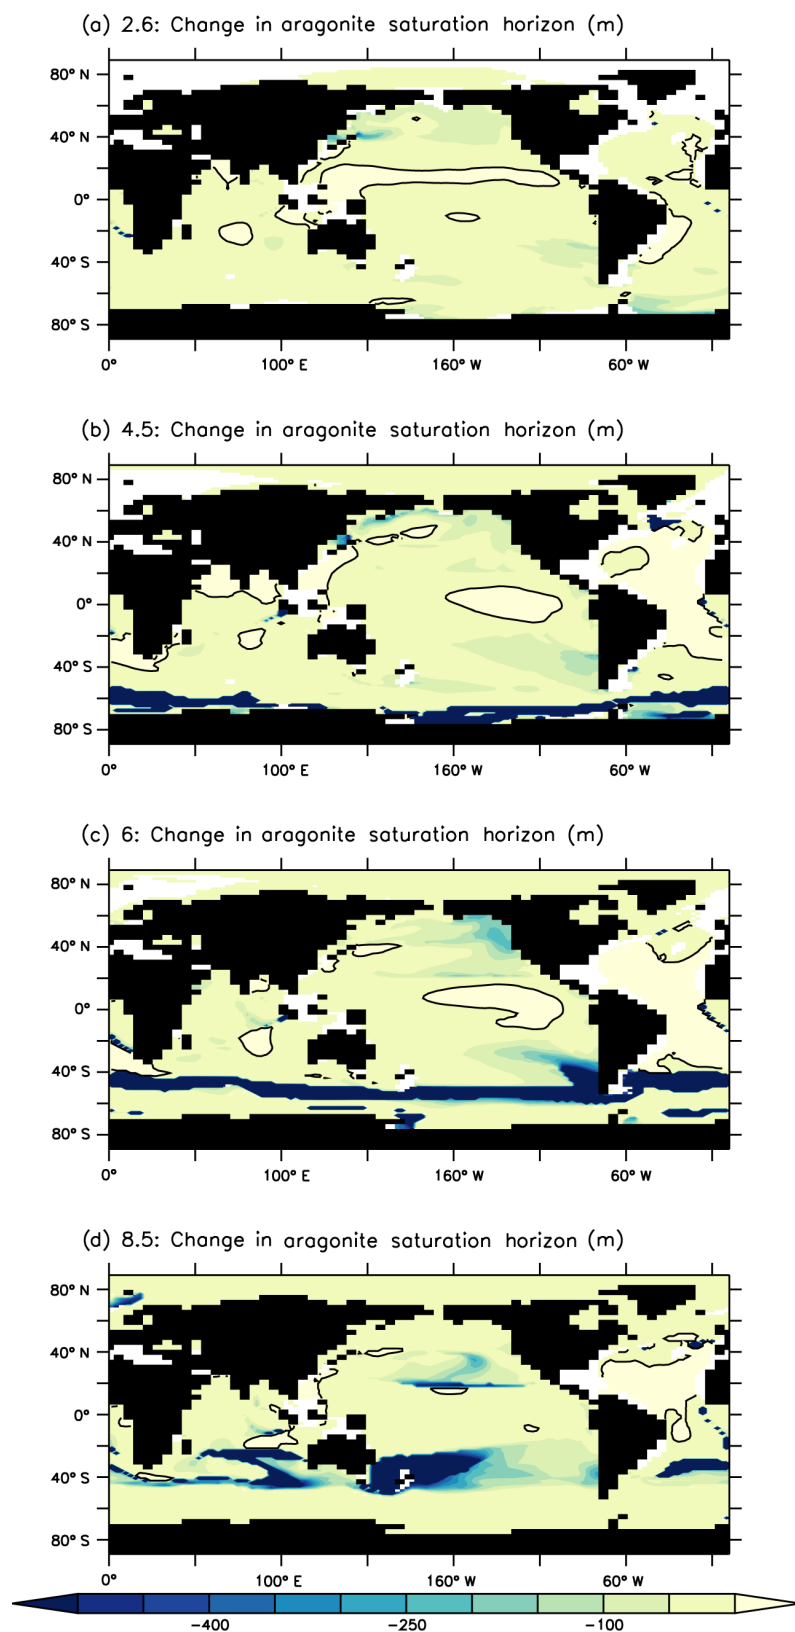 (a) 2.6: Change in aragonite saturation horizon (m)
80° N
40° N
0°
40° S
80° S
0° 100° E 160° W 60° W
(b) 4.5: Change in aragonite saturation horizon (m)
80° N
40° N
0°
40° S
80° S
0° 100° E 160° W 60° W
(c) 6: Change in aragonite saturation horizon (m)
80° N
40° N
0°
40° S
80° S
0° 100° E 160° W 60° W
(d) 8.5: Change in aragonite saturation horizon (m)
80° N
40° N
0°
40° S
80° S
0° 100° E 160° W 60° W
−400 −250 −100